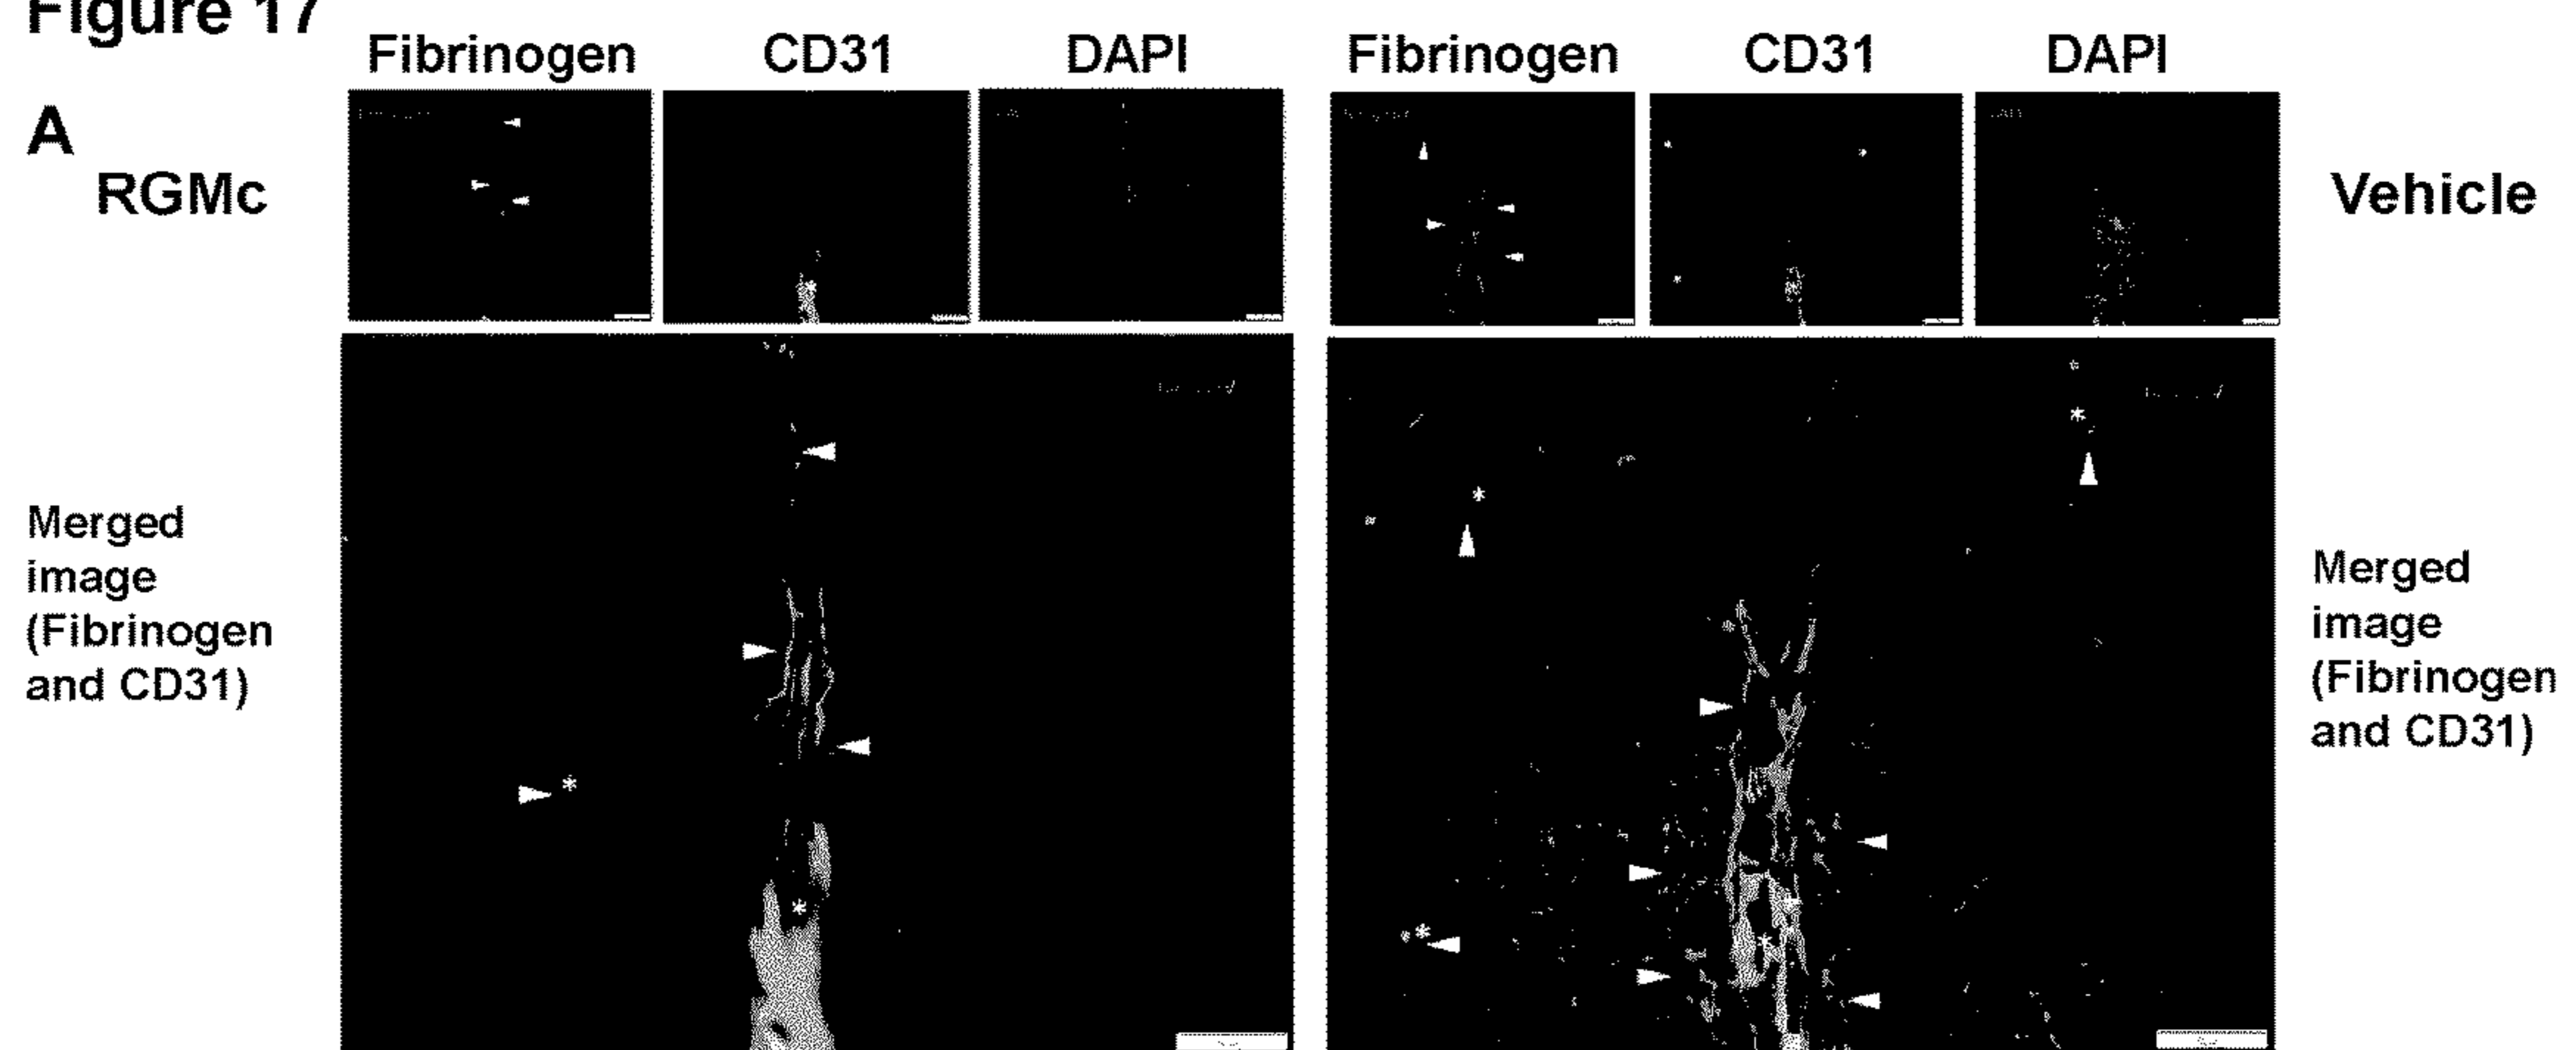 Figure 17
Fibrinogen CD31 DAPI Fibrinogen CD31 DAPI
A
RGMc
Vehicle
Merged
image
(Fibrinogen
and CD31)
Merged
image
(Fibrinogen
and CD31)